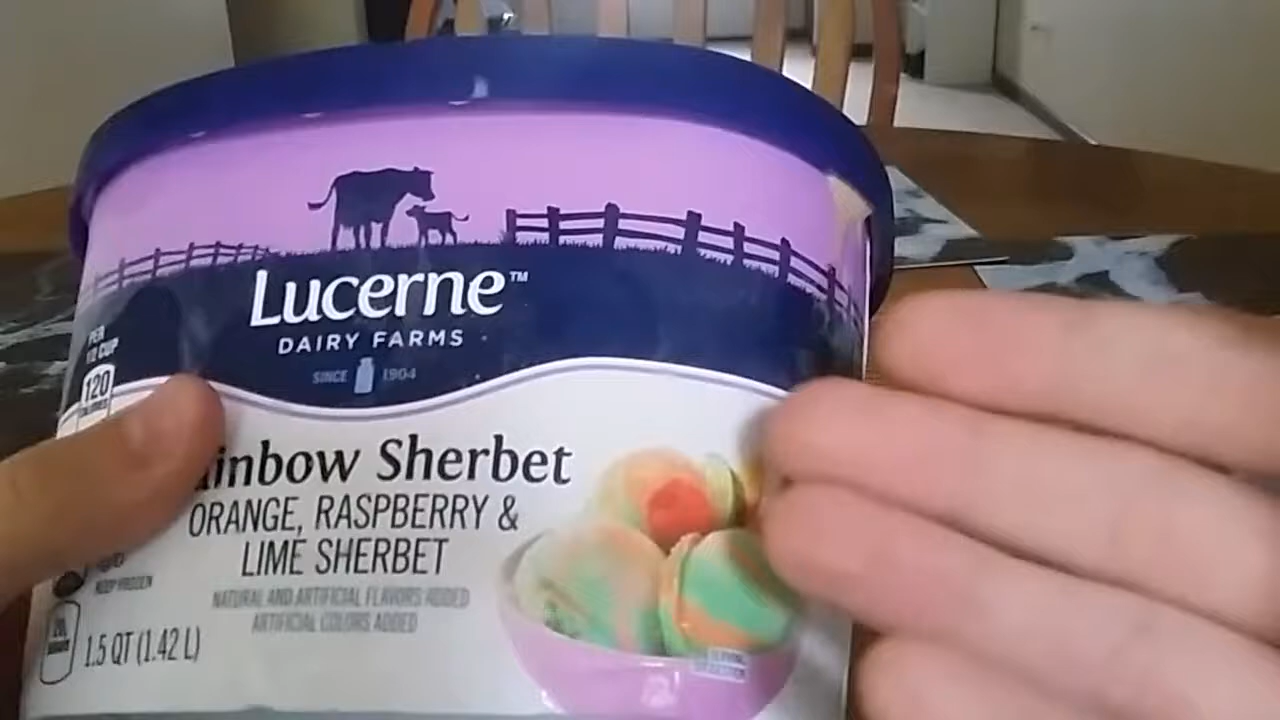 Lucerne™
DAIRY FARMS
SINCE 1904
PER
1/2 CUP
120
inbow Sherbet
ORANGE, RASPBERRY &
LIME SHERBET
NATURAL AND ARTIFICIAL FLAVORS ADDED
ARTIFICIAL COLORS ADDED
KEEP FROZEN
1.5 QT (1.42 L)